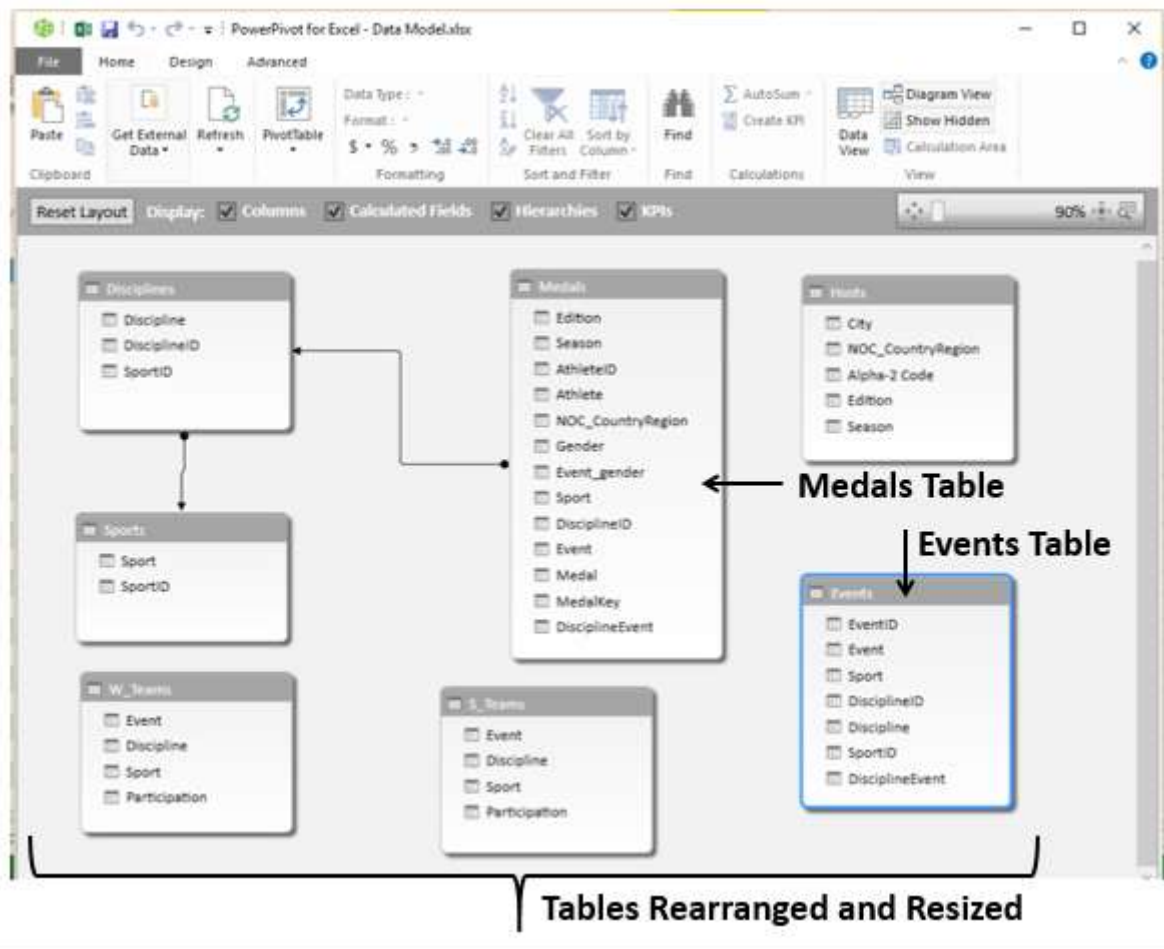 PowerPivot for Excel - Data Model.xlsx
File Home Design Advanced
Paste
Get External Data
Refresh
PivotTable
Data Type :
Format :
$ % ,
Clear All Filters
Sort by Column
Find
AutoSum
Create KPI
Data View
Diagram View
Show Hidden
Calculation Area
Clipboard
Formatting
Sort and Filter
Find
Calculations
View
Reset Layout Display: Columns Calculated Fields Hierarchies KPIs 90%
Disciplines
Discipline
DisciplineID
SportID
Medals
Edition
Season
AthleteID
Athlete
NOC_CountryRegion
Gender
Event_gender
Sport
DisciplineID
Event
Medal
MedalKey
DisciplineEvent
Hosts
City
NOC_CountryRegion
Alpha-2 Code
Edition
Season
Medals Table
Events Table
Sports
Sport
SportID
Events
EventID
Event
Sport
DisciplineID
Discipline
SportID
DisciplineEvent
W_Teams
Event
Discipline
Sport
Participation
S_Teams
Event
Discipline
Sport
Participation
Tables Rearranged and Resized